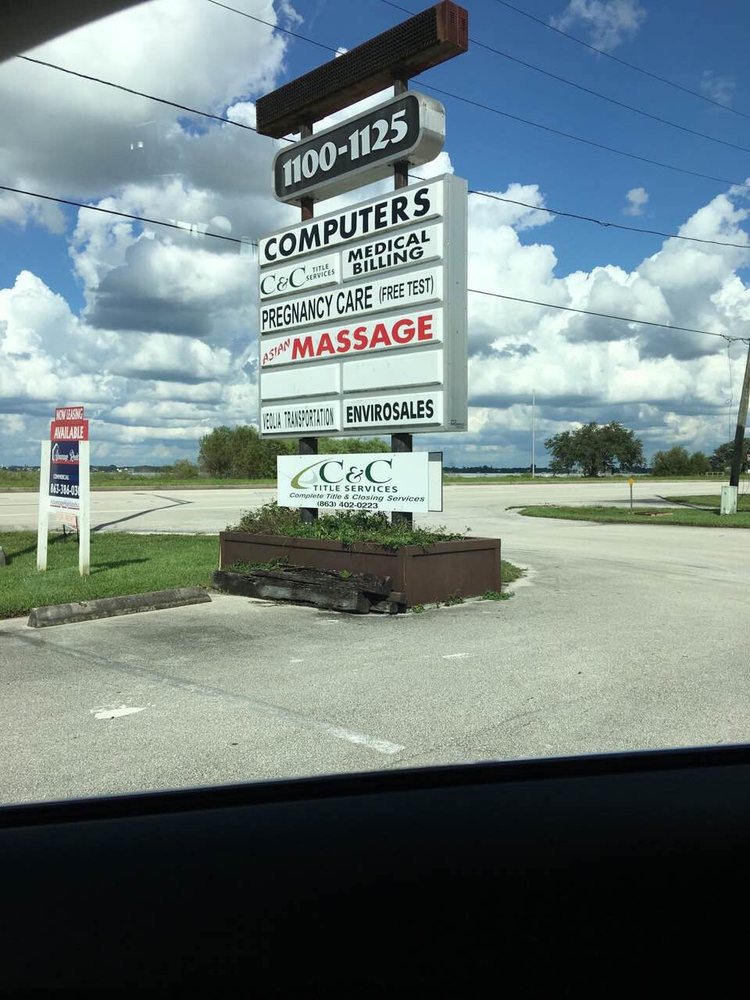 1100-1125
COMPUTERS
C&C TITLE SERVICES
MEDICAL BILLING
PREGNANCY CARE (FREE TEST)
ASIAN MASSAGE
VEOLIA TRANSPORTATION
ENVIROSALES
C&C
TITLE SERVICES
Complete Title & Closing Services
(863) 402-0223
NOW LEASING
AVAILABLE
COMMERCIAL